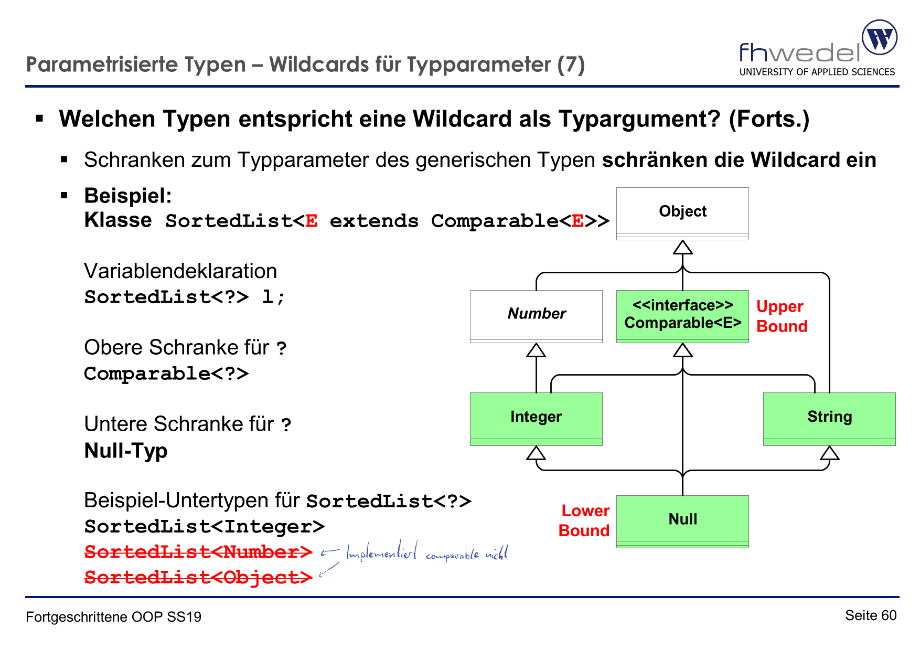 Parametrisierte Typen – Wildcards für Typparameter (7)
fhwedel
UNIVERSITY OF APPLIED SCIENCES
Welchen Typen entspricht eine Wildcard als Typargument? (Forts.)
Schranken zum Typparameter des generischen Typen schränken die Wildcard ein
Beispiel:
Klasse SortedList<E extends Comparable<E>>
Variablendeklaration
SortedList<?> l;
Obere Schranke für ?
Comparable<?>
Untere Schranke für ?
Null-Typ
Beispiel-Untertypen für SortedList<?>
SortedList<Integer>
SortedList<Number>
Implementiert comparable nicht
SortedList<Object>
Object
Number
<<interface>>
Comparable<E>
Upper
Bound
Integer
String
Lower
Bound
Null
Fortgeschrittene OOP SS19
Seite 60